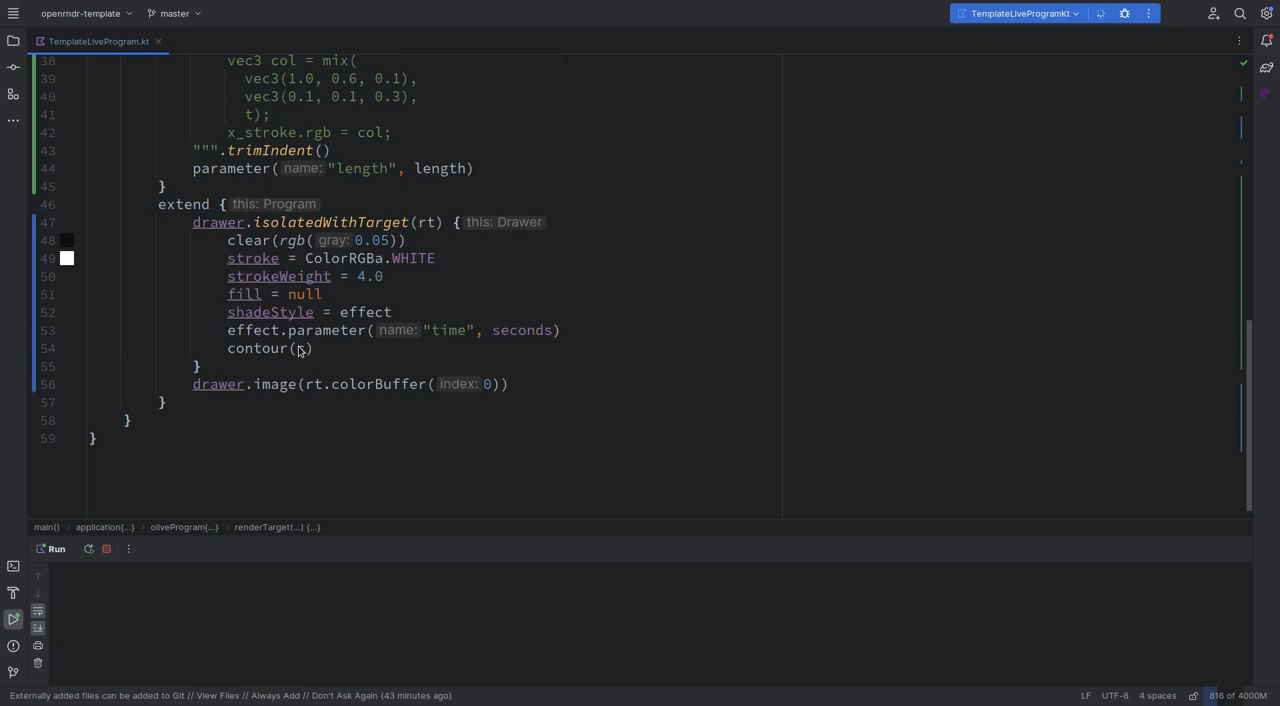 openrndr-template master TemplateLiveProgramKt
TemplateLiveProgram.kt
38 vec3 col = mix(
39 vec3(1.0, 0.6, 0.1),
40 vec3(0.1, 0.1, 0.3),
41 t);
42 x_stroke.rgb = col;
43 """.trimIndent()
44 parameter( name: "length", length)
45 }
46 extend { this: Program
47 drawer.isolatedWithTarget(rt) { this: Drawer
48 clear(rgb( gray: 0.05))
49 stroke = ColorRGBa.WHITE
50 strokeWeight = 4.0
51 fill = null
52 shadeStyle = effect
53 effect.parameter( name: "time", seconds)
54 contour( )
55 }
56 drawer.image(rt.colorBuffer( index: 0))
57 }
58 }
59 }
main() › application{...} › oliveProgram{...} › renderTarget(...) {...}
Run
Externally added files can be added to Git // View Files // Always Add // Don't Ask Again (43 minutes ago) LF UTF-8 4 spaces 816 of 4000M